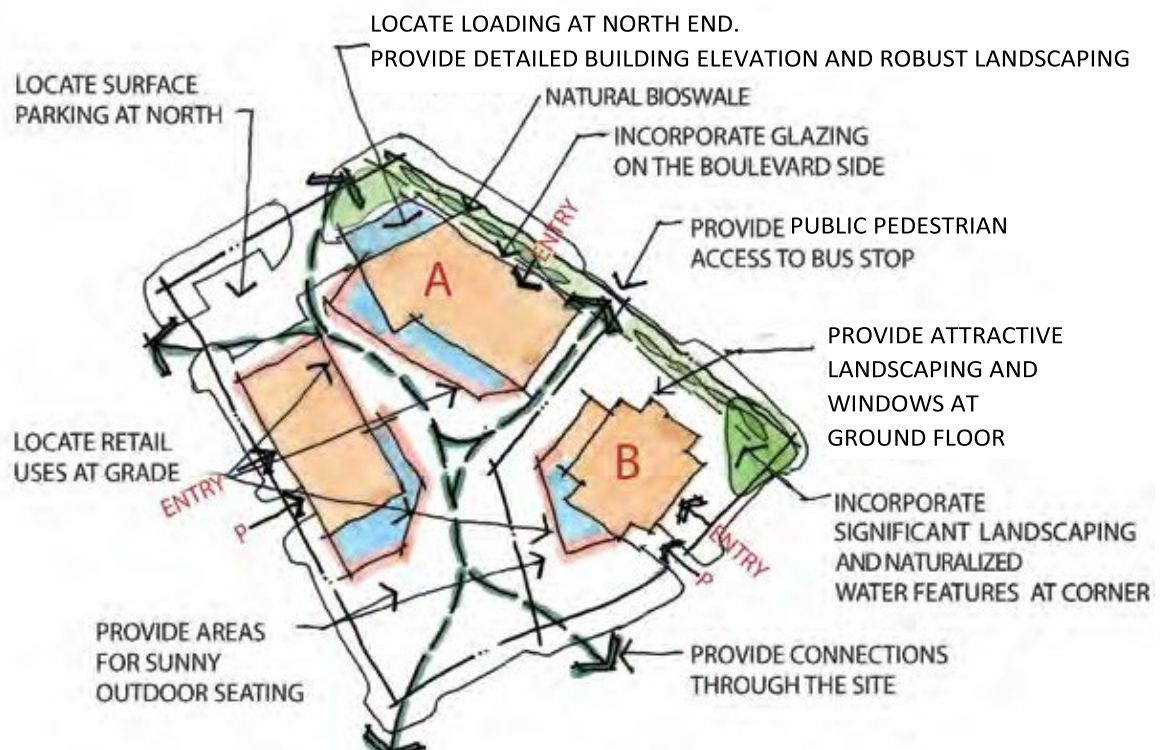 LOCATE LOADING AT NORTH END.
PROVIDE DETAILED BUILDING ELEVATION AND ROBUST LANDSCAPING
LOCATE SURFACE
PARKING AT NORTH
NATURAL BIOSWALE
INCORPORATE GLAZING
ON THE BOULEVARD SIDE
ENTRY
PROVIDE PUBLIC PEDESTRIAN
ACCESS TO BUS STOP
A
PROVIDE ATTRACTIVE
LANDSCAPING AND
WINDOWS AT
GROUND FLOOR
LOCATE RETAIL
USES AT GRADE
ENTRY
P
B
ENTRY
P
INCORPORATE
SIGNIFICANT LANDSCAPING
AND NATURALIZED
WATER FEATURES AT CORNER
PROVIDE AREAS
FOR SUNNY
OUTDOOR SEATING
PROVIDE CONNECTIONS
THROUGH THE SITE